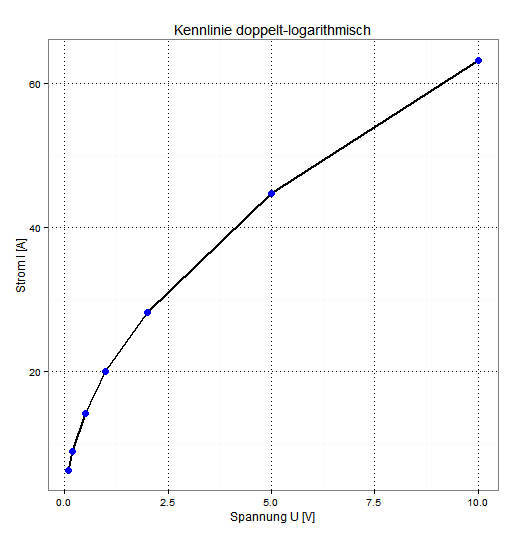 Kennlinie doppelt-logarithmisch
60
40
20
Strom I [A]
0.0 2.5 5.0 7.5 10.0
Spannung U [V]